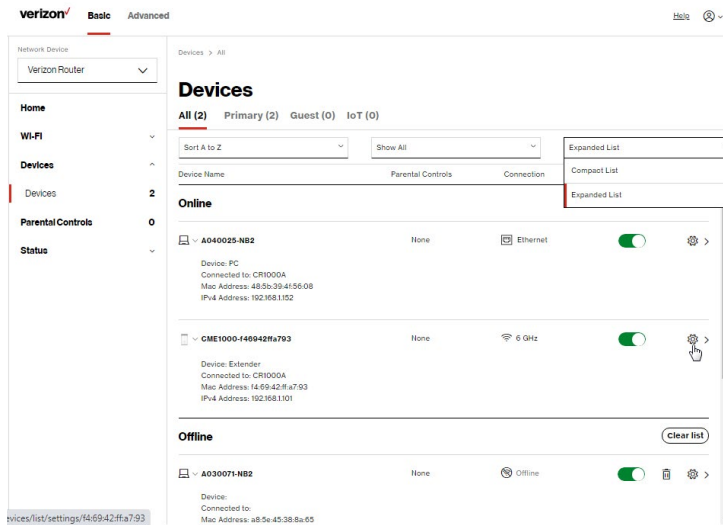 verizon✓ Basic Advanced Help
Network Device
Verizon Router
Home
Wi-Fi
Devices
Devices 2
Parental Controls 0
Status
Devices > All
Devices
All (2) Primary (2) Guest (0) IoT (0)
Sort A to Z Show All Expanded List
Compact List
Expanded List
Device Name Parental Controls Connection
Online
A040025-NB2 None Ethernet
Device: PC
Connected to: CR1000A
Mac Address: 48:5b:39:4f:56:08
IPv4 Address: 192.168.1.152
CME1000-f46942ffa793 None 6 GHz
Device: Extender
Connected to: CR1000A
Mac Address: f4:69:42:ff:a7:93
IPv4 Address: 192.168.1.101
Offline Clear list
A030071-NB2 None Offline
Device:
Connected to:
Mac Address: a8:5e:45:38:8a:65
evices/list/settings/f4:69:42:ff:a7:93